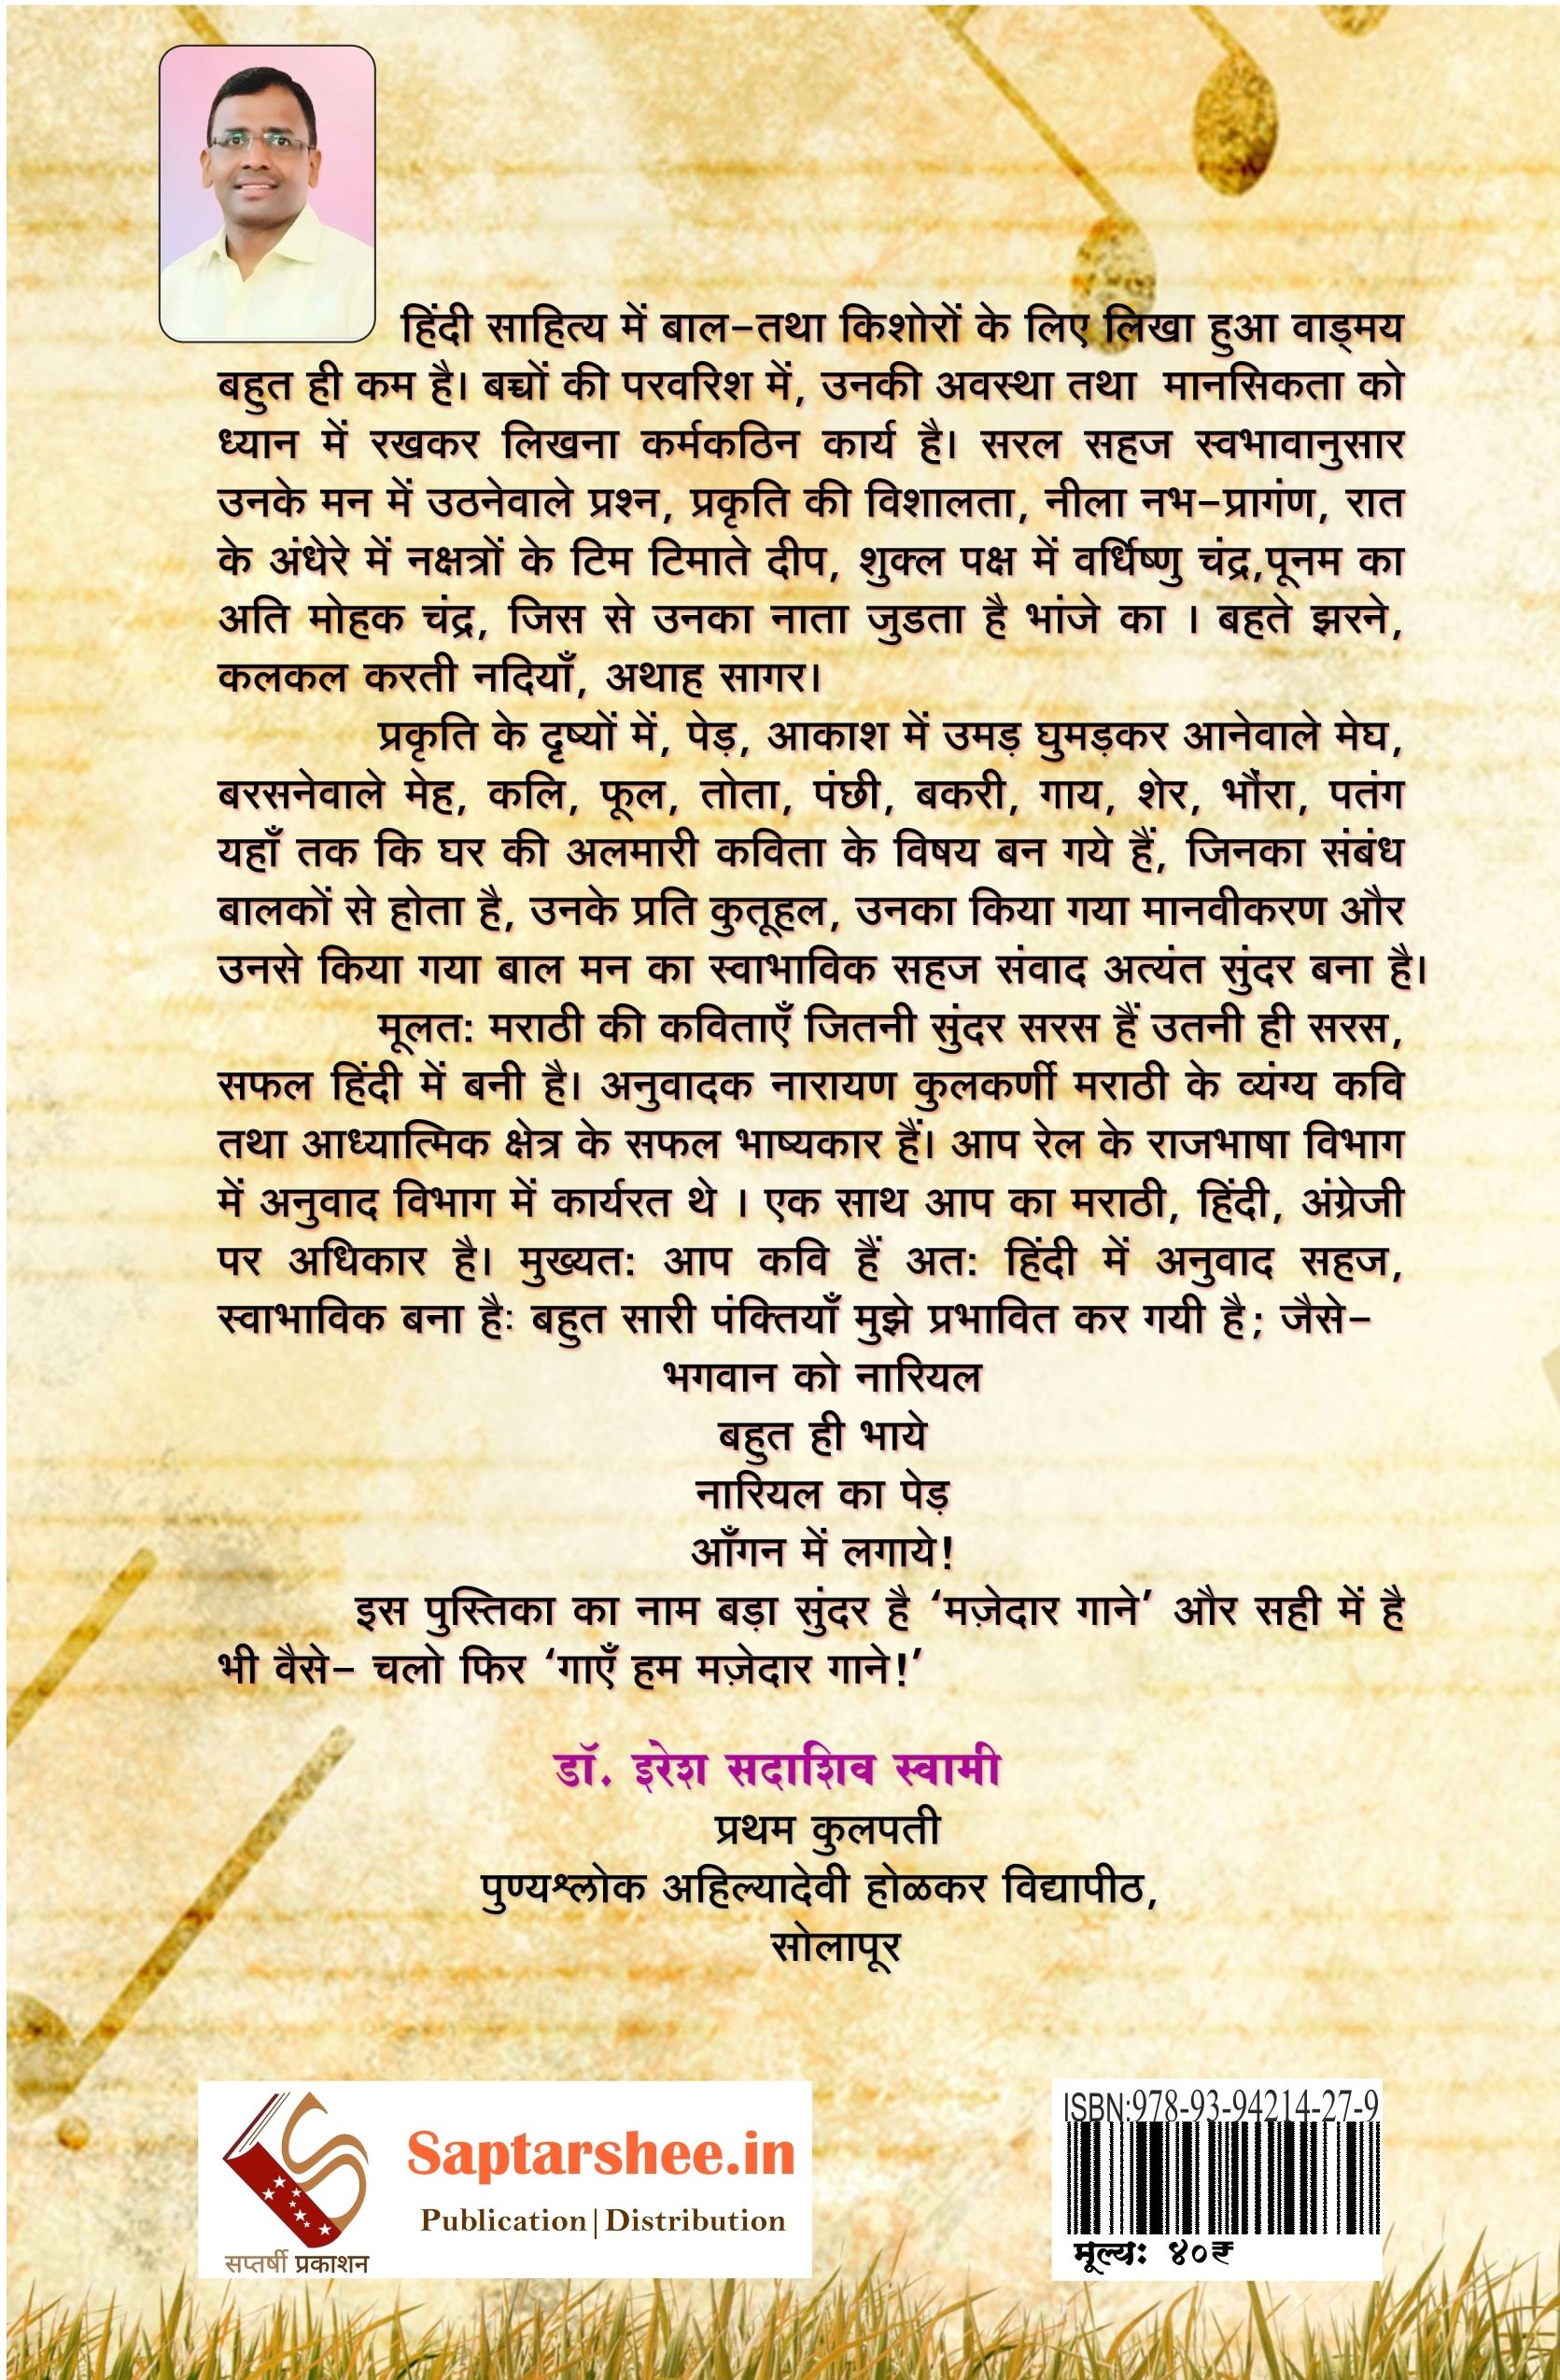 हिंदी साहित्य में बाल-तथा किशोरों के लिए लिखा हुआ वाड्मय
बहुत ही कम है। बच्चों की परवरिश में, उनकी अवस्था तथा मानसिकता को
ध्यान में रखकर लिखना कर्मकठिन कार्य है। सरल सहज स्वभावानुसार
उनके मन में उठनेवाले प्रश्न, प्रकृति की विशालता, नीला नभ-प्रागंण, रात
के अंधेरे में नक्षत्रों के टिम टिमाते दीप, शुक्ल पक्ष में वर्धिष्णु चंद्र,पूनम का
अति मोहक चंद्र, जिस से उनका नाता जुडता है भांजे का । बहते झरने,
कलकल करती नदियाँ, अथाह सागर।
प्रकृति के दृष्यों में, पेड़, आकाश में उमड़ घुमड़कर आनेवाले मेघ,
बरसनेवाले मेह, कलि, फूल, तोता, पंछी, बकरी, गाय, शेर, भौंरा, पतंग
यहाँ तक कि घर की अलमारी कविता के विषय बन गये हैं, जिनका संबंध
बालकों से होता है, उनके प्रति कुतूहल, उनका किया गया मानवीकरण और
उनसे किया गया बाल मन का स्वाभाविक सहज संवाद अत्यंत सुंदर बना है।
मूलत: मराठी की कविताएँ जितनी सुंदर सरस हैं उतनी ही सरस,
सफल हिंदी में बनी है। अनुवादक नारायण कुलकर्णी मराठी के व्यंग्य कवि
तथा आध्यात्मिक क्षेत्र के सफल भाष्यकार हैं। आप रेल के राजभाषा विभाग
में अनुवाद विभाग में कार्यरत थे । एक साथ आप का मराठी, हिंदी, अंग्रेजी
पर अधिकार है। मुख्यत: आप कवि हैं अत: हिंदी में अनुवाद सहज,
स्वाभाविक बना हैः बहुत सारी पंक्तियाँ मुझे प्रभावित कर गयी है; जैसे-
भगवान को नारियल
बहुत ही भाये
नारियल का पेड़
आँगन में लगाये!
इस पुस्तिका का नाम बड़ा सुंदर है ‘मज़ेदार गाने’ और सही में है
भी वैसे- चलो फिर ‘गाएँ हम मज़ेदार गाने!’
डॉ. इरेश सदाशिव स्वामी
प्रथम कुलपती
पुण्यश्लोक अहिल्यादेवी होळकर विद्यापीठ,
सोलापूर
Saptarshee.in
Publication|Distribution
सप्तर्षी प्रकाशन
ISBN:978-93-94214-27-9
मूल्य: ४०₹